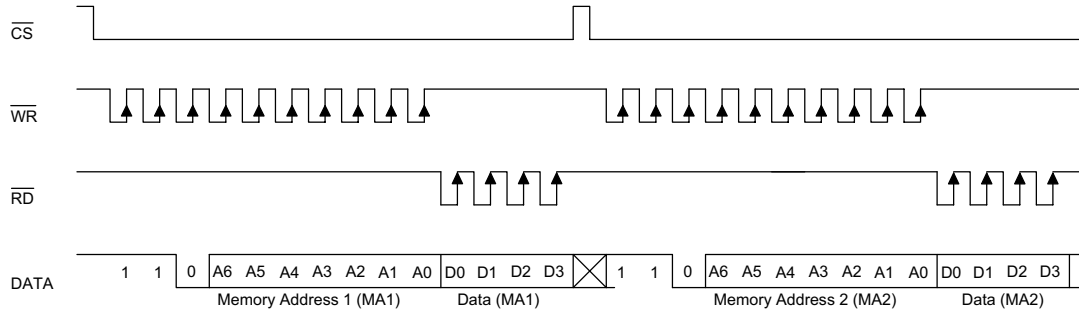 CS
WR
RD
DATA 1 1 0 A6 A5 A4 A3 A2 A1 A0 D0 D1 D2 D3 1 1 0 A6 A5 A4 A3 A2 A1 A0 D0 D1 D2 D3
Memory Address 1 (MA1) Data (MA1) Memory Address 2 (MA2) Data (MA2)